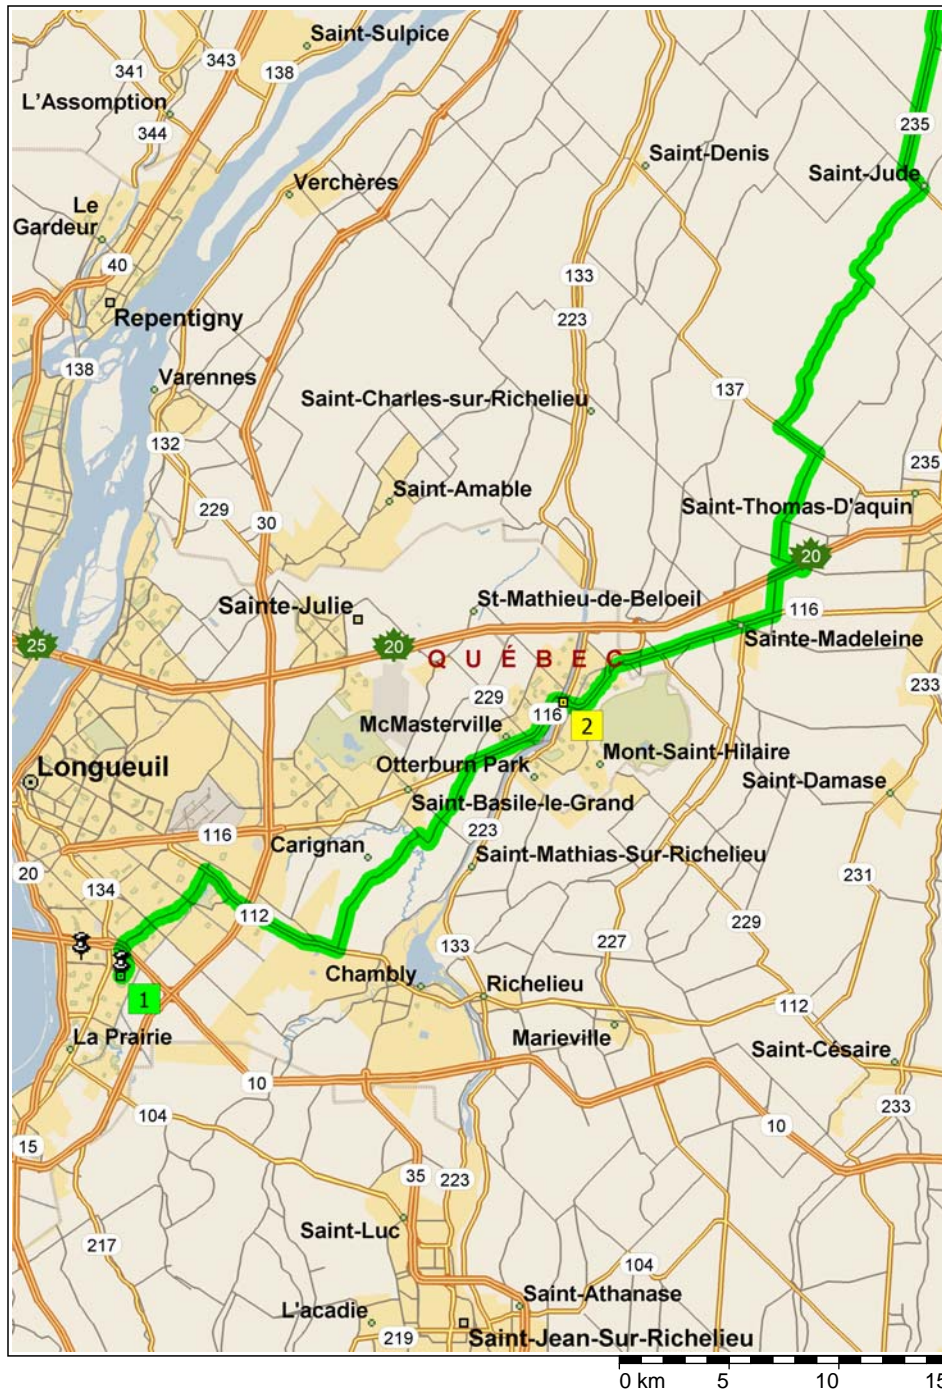 Saint-Sulpice
343
341
138
L'Assomption
344
235
Saint-Denis
Saint-Jude
Verchères
Le
Gardeur
40
133
Repentigny
223
138
Varennes
137
Saint-Charles-sur-Richelieu
132
235
Saint-Amable
229
Saint-Thomas-D'aquin
30
20
Sainte-Julie
St-Mathieu-de-Beloeil
116
25
20
Sainte-Madeleine
QUÉBEC
233
229
McMasterville
116
2
Mont-Saint-Hilaire
Longueuil
Otterburn Park
Saint-Damase
Saint-Basile-le-Grand
116
223
Carignan
Saint-Mathias-Sur-Richelieu
20
231
134
112
229
133
227
Chambly
Richelieu
1
112
La Prairie
Marieville
Saint-Césaire
10
104
233
10
15
35
223
Saint-Luc
217
104
Saint-Athanase
L'acadie
219
Saint-Jean-Sur-Richelieu
0 km 5 10 15